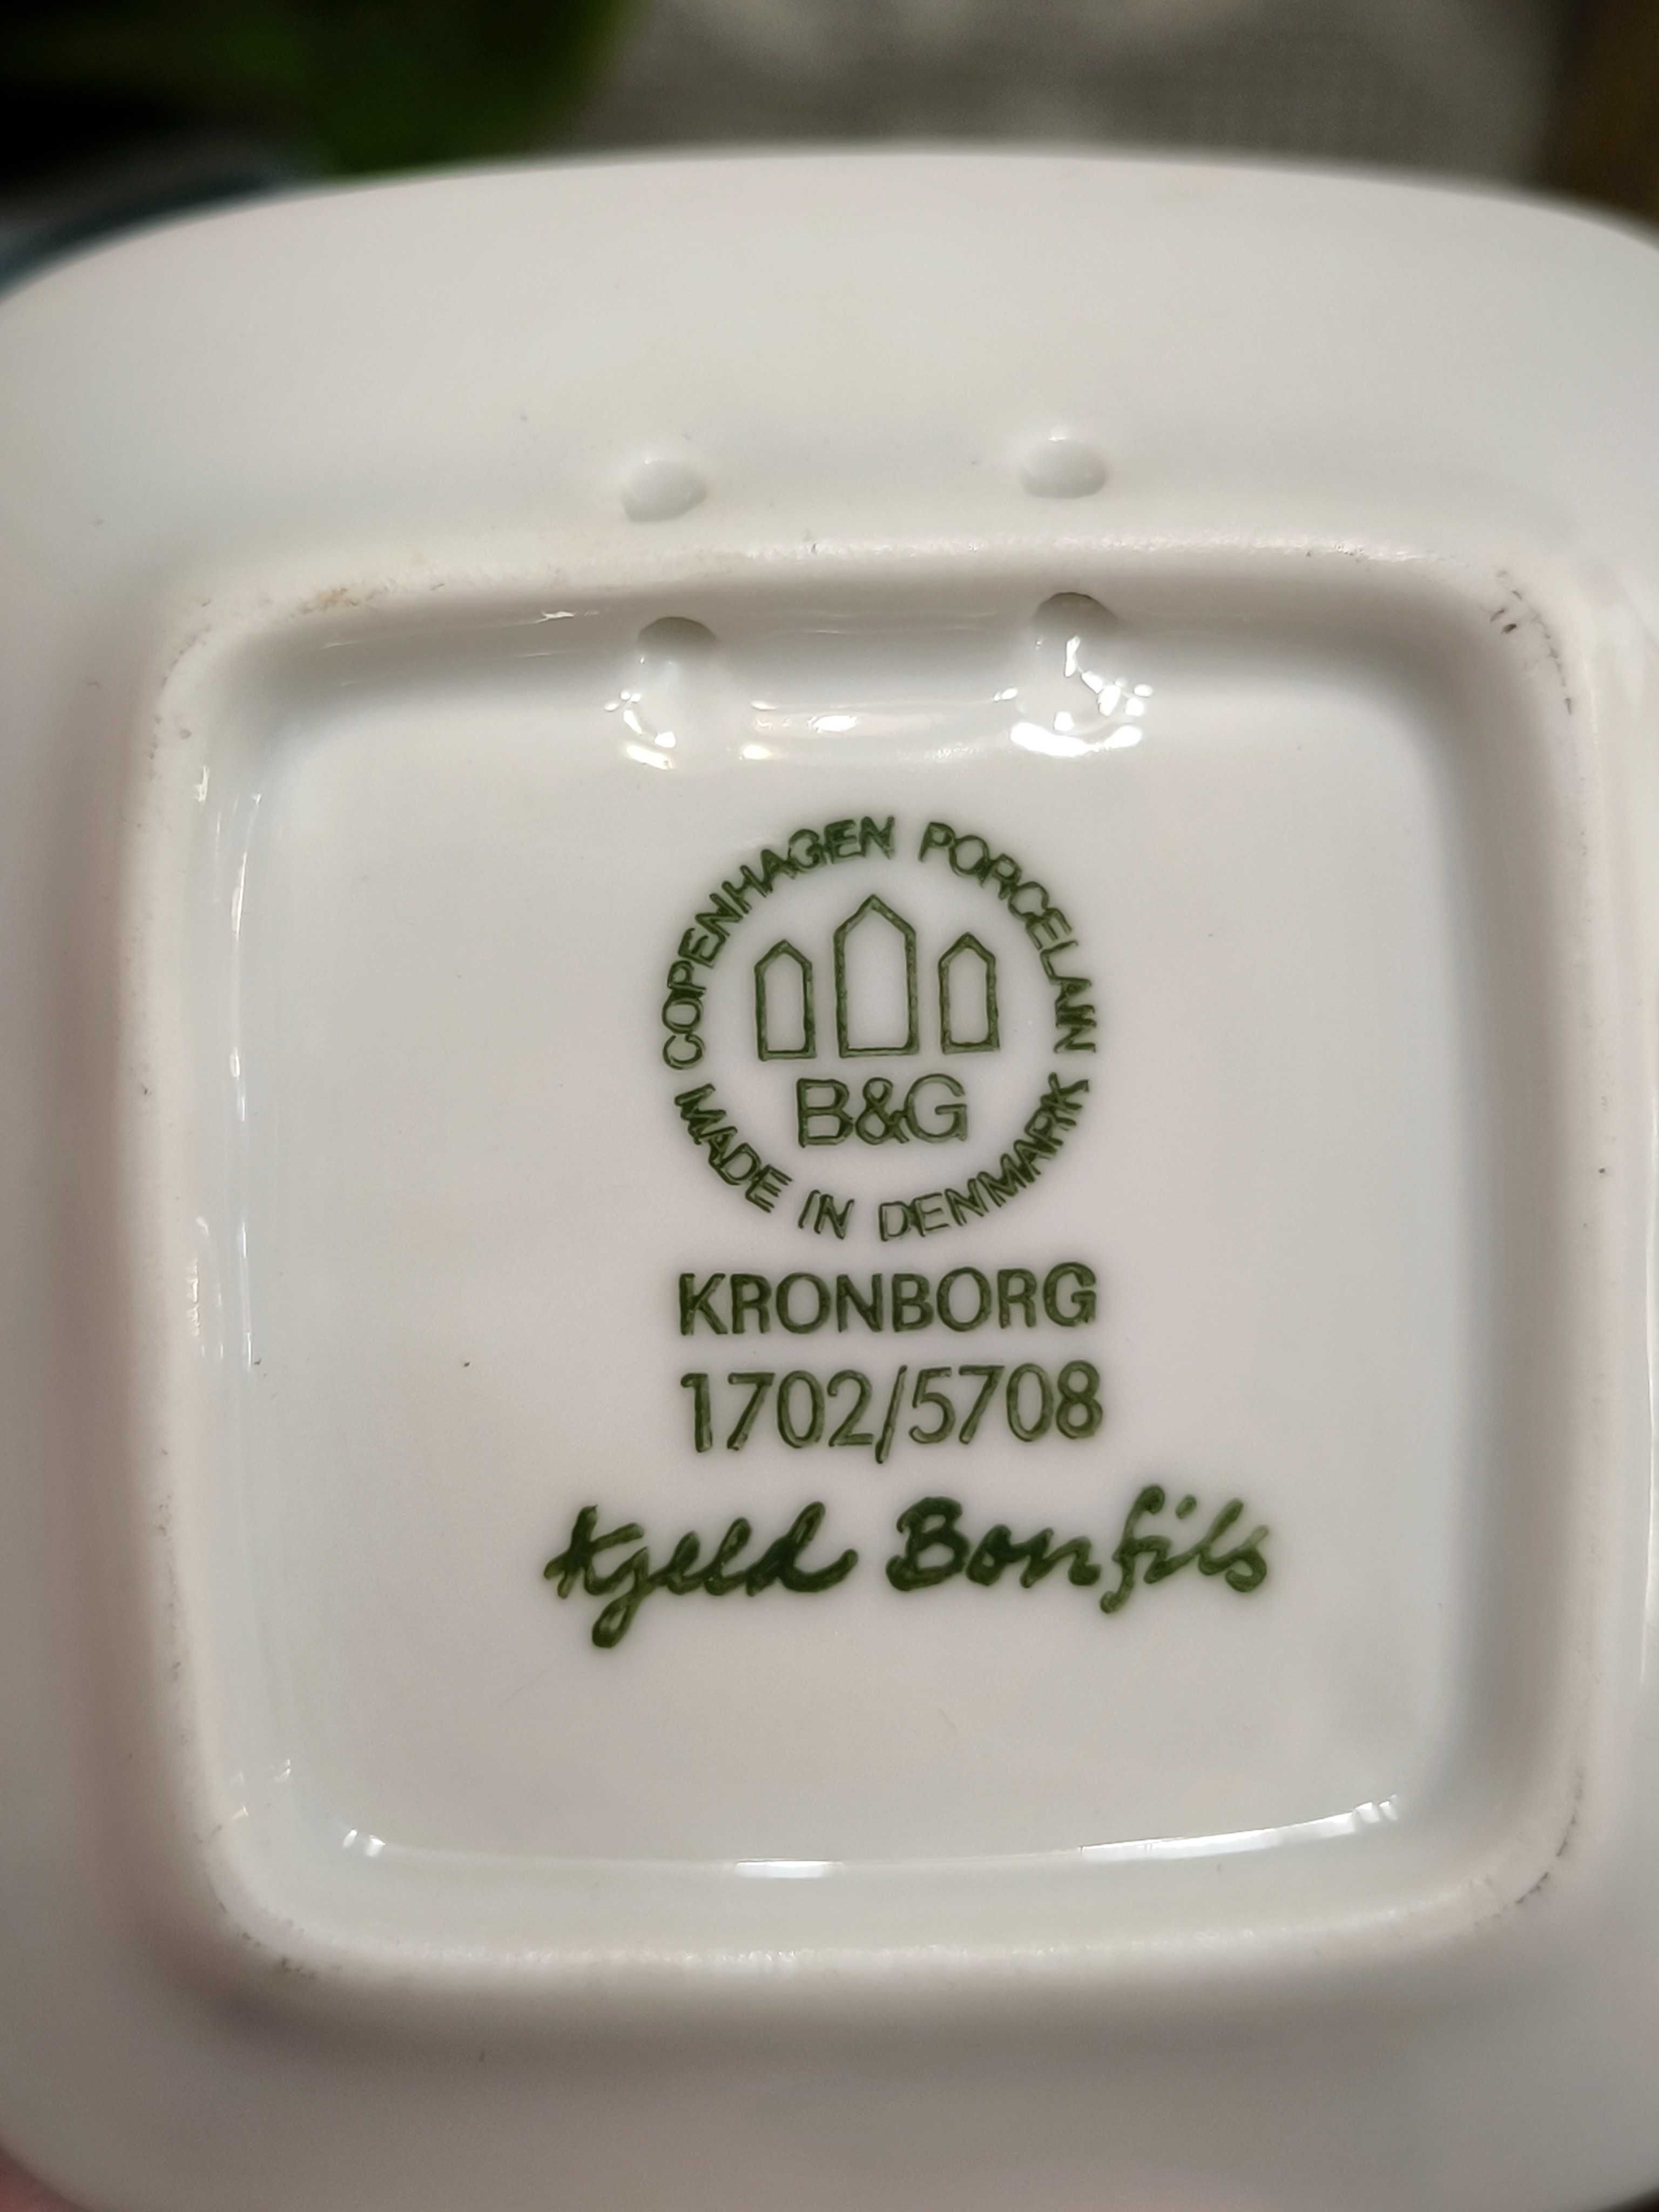 COPENHAGEN PORCELAIN
B&G
MADE IN DENMARK
KRONBORG
1702/5708
Kjeld Bonfils